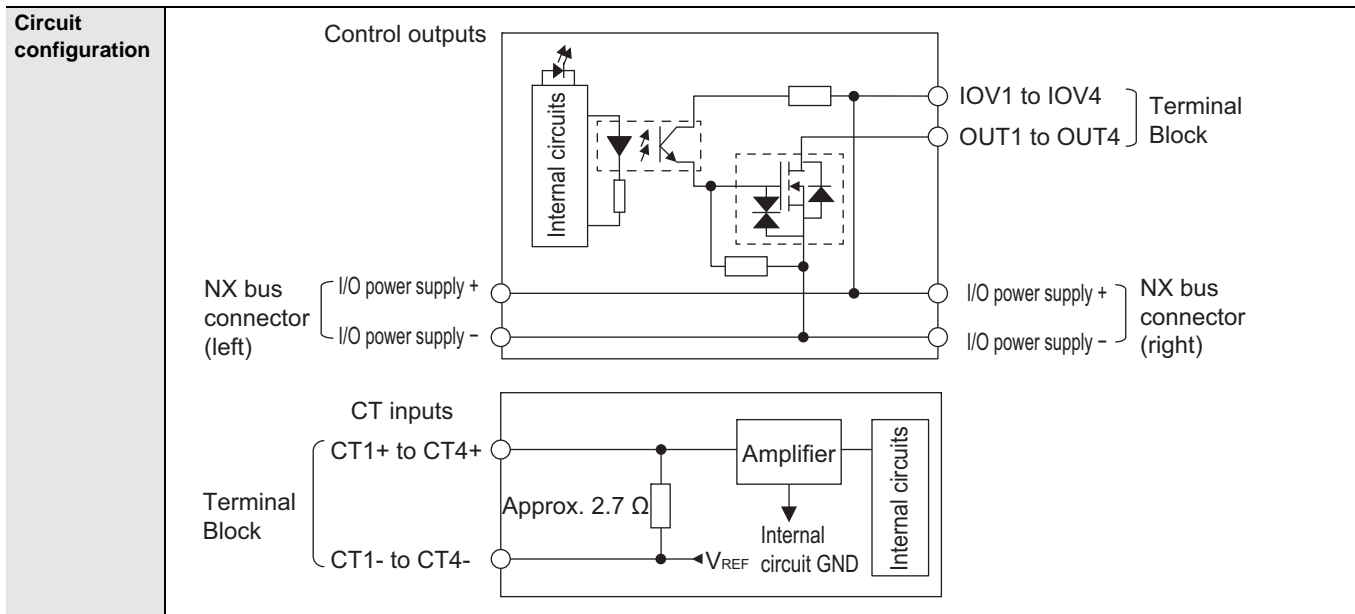 Circuit
configuration
Control outputs
Internal circuits
IOV1 to IOV4
OUT1 to OUT4
Terminal
Block
NX bus
connector
(left)
I/O power supply +
I/O power supply −
I/O power supply +
I/O power supply −
NX bus
connector
(right)
CT inputs
CT1+ to CT4+
Terminal
Block
CT1- to CT4-
Approx. 2.7 Ω
Amplifier
Internal
circuit GND
VREF
Internal circuits